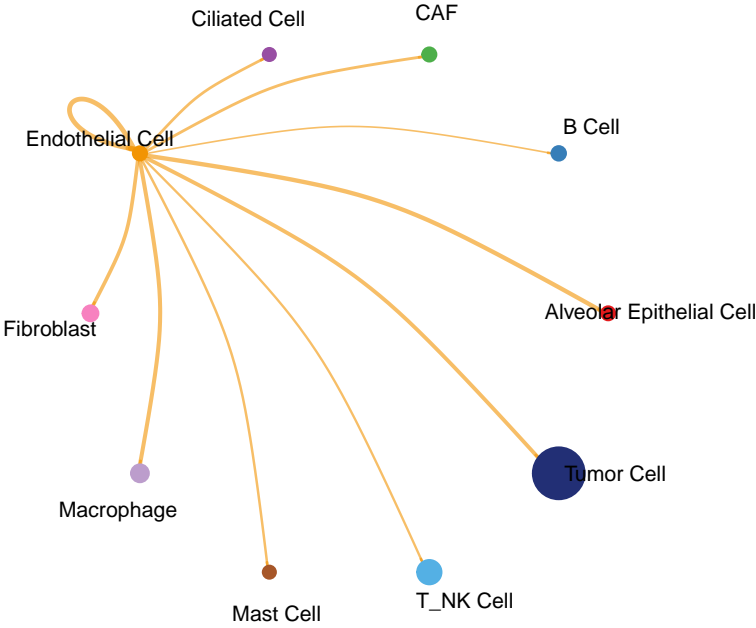 CAF
Ciliated Cell
B Cell
Endothelial Cell
Alveolar Epithelial Cell
Fibroblast
Tumor Cell
Macrophage
T_NK Cell
Mast Cell